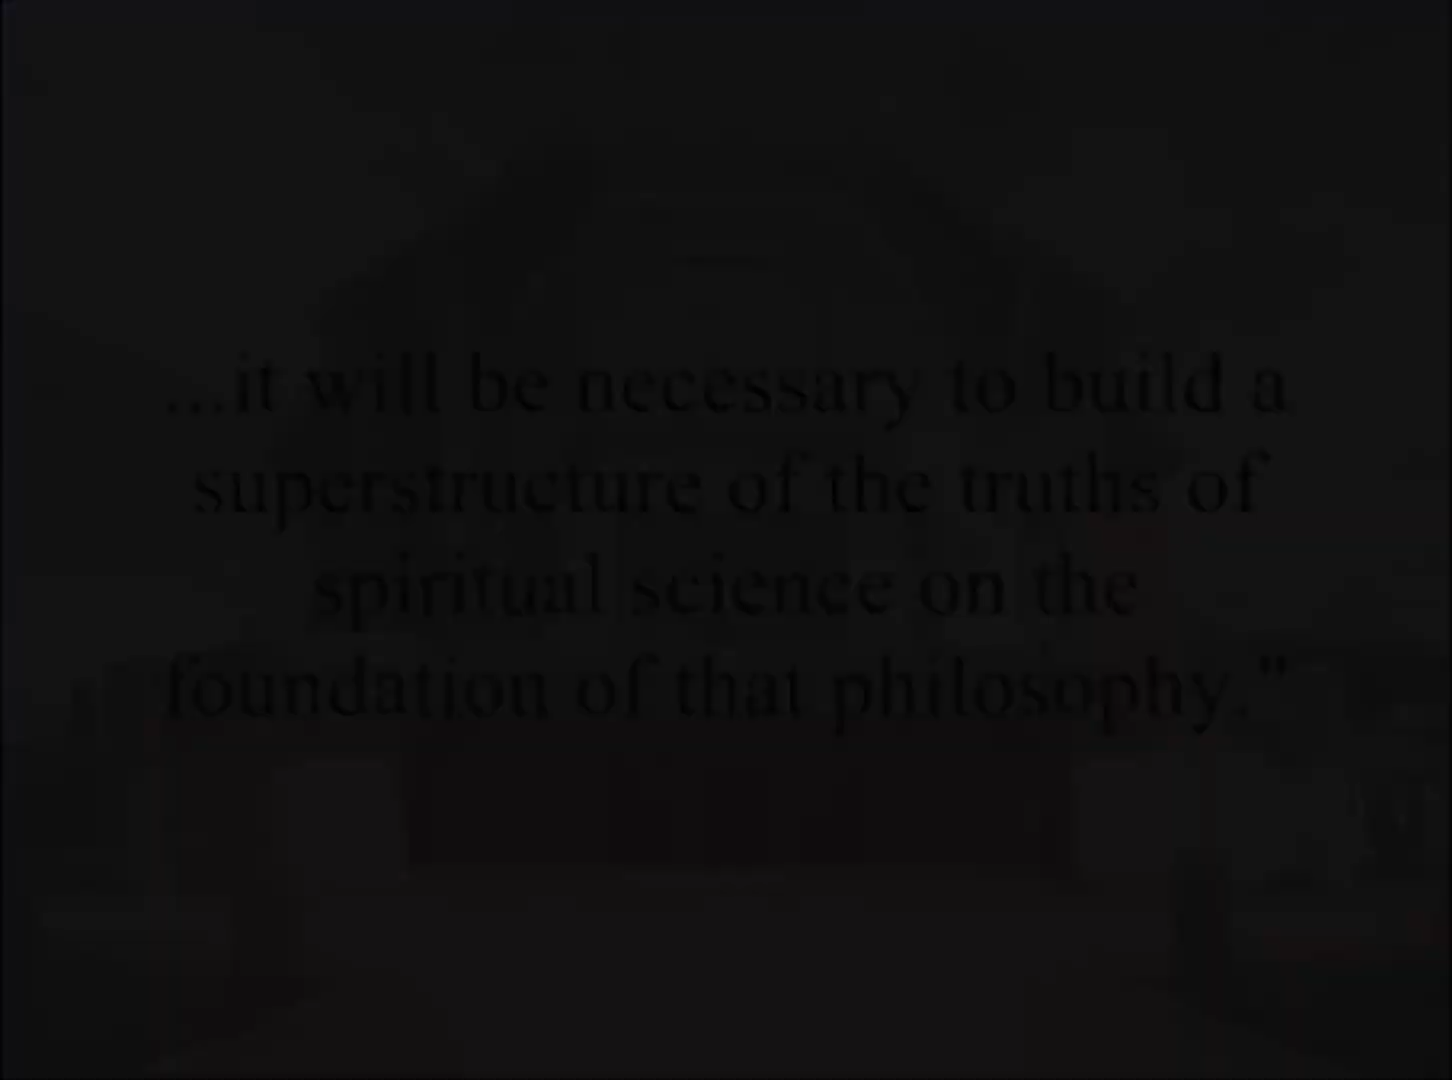 ...it will be necessary to build a
superstructure of the truths of
spiritual science on the
foundation of that philosophy."